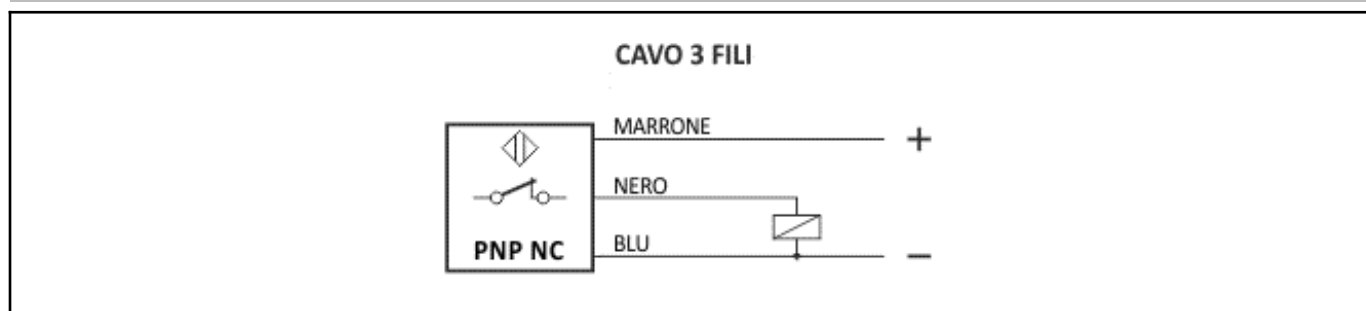 CAVO 3 FILI
MARRONE
+
NERO
BLU
PNP NC
−